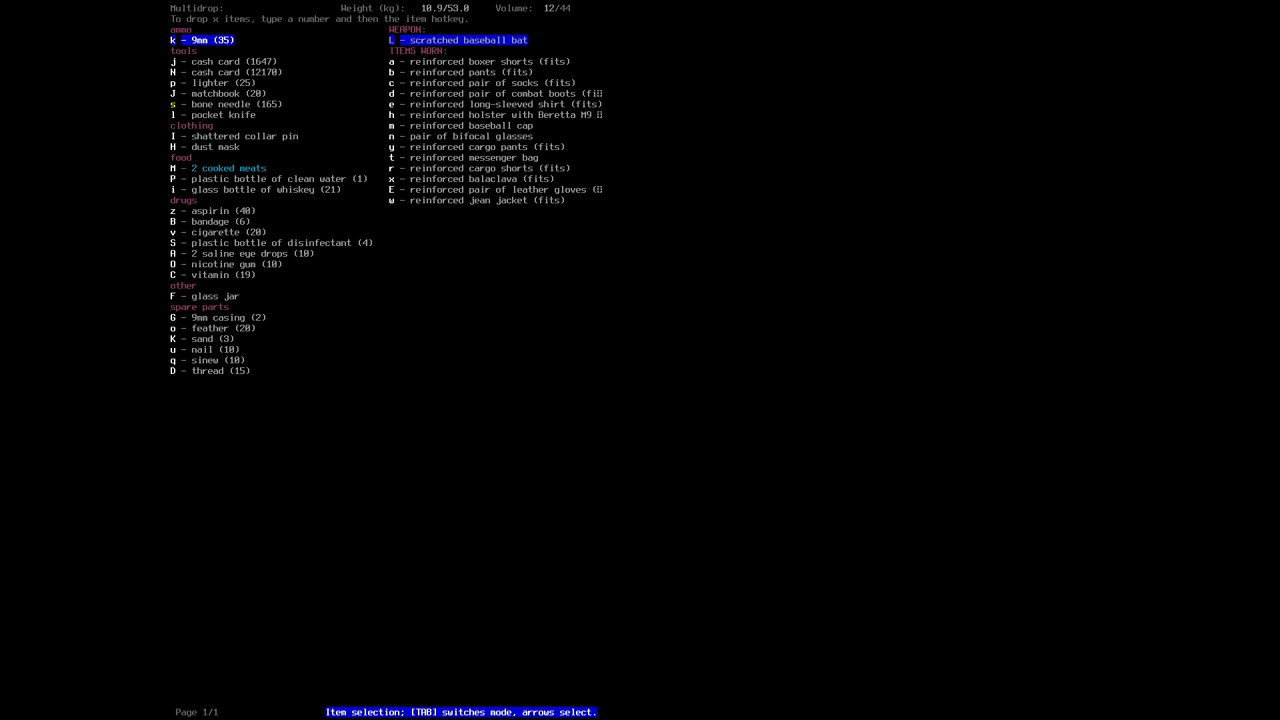 Multidrop: Weight (kg): 10.9/53.0 Volume: 12/44
To drop x items, type a number and then the item hotkey.
ammo
k - 9mm (35)
tools
j - cash card (1647)
N - cash card (12170)
p - lighter (25)
J - matchbook (20)
s - bone needle (165)
l - pocket knife
clothing
I - shattered collar pin
H - dust mask
food
M - 2 cooked meats
P - plastic bottle of clean water (1)
i - glass bottle of whiskey (21)
drugs
z - aspirin (40)
B - bandage (6)
v - cigarette (20)
S - plastic bottle of disinfectant (4)
A - 2 saline eye drops (10)
O - nicotine gum (10)
C - vitamin (19)
other
F - glass jar
spare parts
G - 9mm casing (2)
o - feather (20)
K - sand (3)
u - nail (10)
q - sinew (10)
D - thread (15)
WEAPON:
L - scratched baseball bat
ITEMS WORN:
a - reinforced boxer shorts (fits)
b - reinforced pants (fits)
c - reinforced pair of socks (fits)
d - reinforced pair of combat boots (fi
e - reinforced long-sleeved shirt (fits)
h - reinforced holster with Beretta M9
m - reinforced baseball cap
n - pair of bifocal glasses
y - reinforced cargo pants (fits)
t - reinforced messenger bag
r - reinforced cargo shorts (fits)
x - reinforced balaclava (fits)
E - reinforced pair of leather gloves (
w - reinforced jean jacket (fits)
Page 1/1 Item selection; [TAB] switches mode, arrows select.